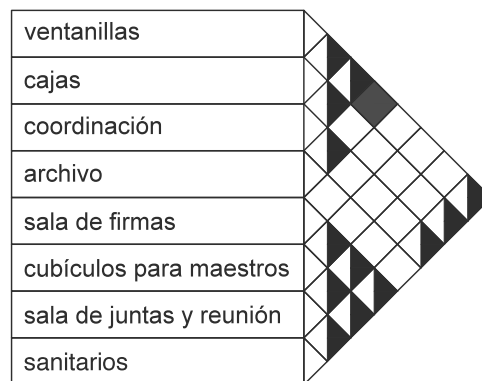 ventanillas
cajas
coordinación
archivo
sala de firmas
cubículos para maestros
sala de juntas y reunión
sanitarios